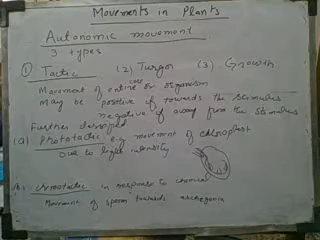 Movements in Plants
Autonomic movement
3 types
① Tactic (2) Turgor (3) Growth
Movement of entire cell or organism
May be positive if towards the stimulus
negative if away from the stimulus
Further classified
(a) Phototactic e.g movement of chloroplast
Due to light intensity
(b) Chemotactic in response to chemical
Movement of sperm towards archegonia